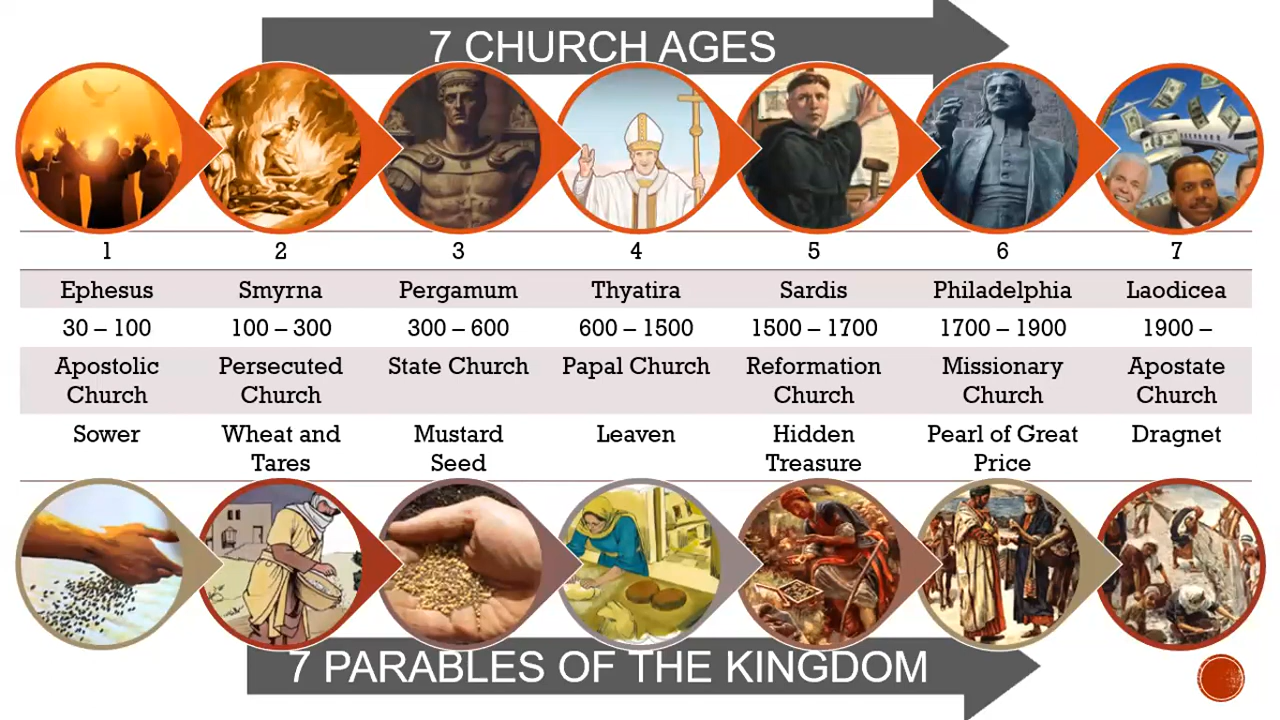 7 CHURCH AGES
1 2 3 4 5 6 7
Ephesus Smyrna Pergamum Thyatira Sardis Philadelphia Laodicea
30 – 100 100 – 300 300 – 600 600 – 1500 1500 – 1700 1700 – 1900 1900 –
Apostolic Persecuted State Church Papal Church Reformation Missionary Apostate
Church Church Church Church Church
Sower Wheat and Mustard Leaven Hidden Pearl of Great Dragnet
Tares Seed Treasure Price
7 PARABLES OF THE KINGDOM